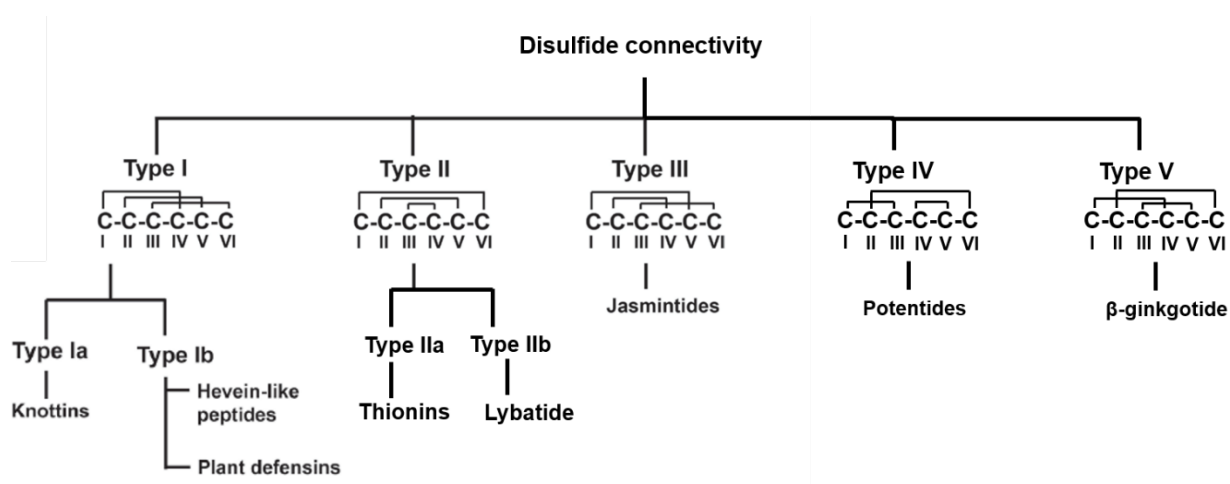 Disulfide connectivity
Type I
Type II
Type III
Type IV
Type V
C-C-C-C-C-C
C-C-C-C-C-C
C-C-C-C-C-C
C-C-C-C-C-C
C-C-C-C-C-C
I II III IV V VI
I II III IV V VI
I II III IV V VI
I II III IV V VI
I II III IV V VI
Jasmintides
Potentides
β-ginkgotide
Type Ia
Type Ib
Type IIa
Type IIb
Knottins
Hevein-like
peptides
Plant defensins
Thionins
Lybatide